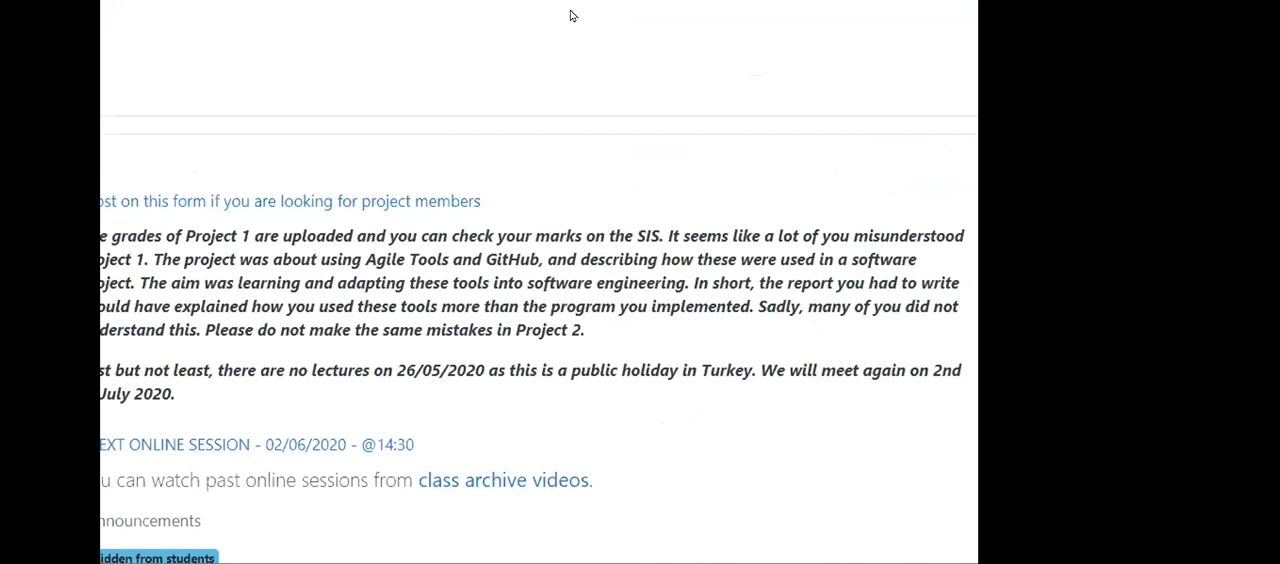 ost on this form if you are looking for project members
e grades of Project 1 are uploaded and you can check your marks on the SIS. It seems like a lot of you misunderstood
oject 1. The project was about using Agile Tools and GitHub, and describing how these were used in a software
oject. The aim was learning and adapting these tools into software engineering. In short, the report you had to write
ould have explained how you used these tools more than the program you implemented. Sadly, many of you did not
derstand this. Please do not make the same mistakes in Project 2.
st but not least, there are no lectures on 26/05/2020 as this is a public holiday in Turkey. We will meet again on 2nd
July 2020.
EXT ONLINE SESSION - 02/06/2020 - @14:30
u can watch past online sessions from class archive videos.
nnouncements
idden from students